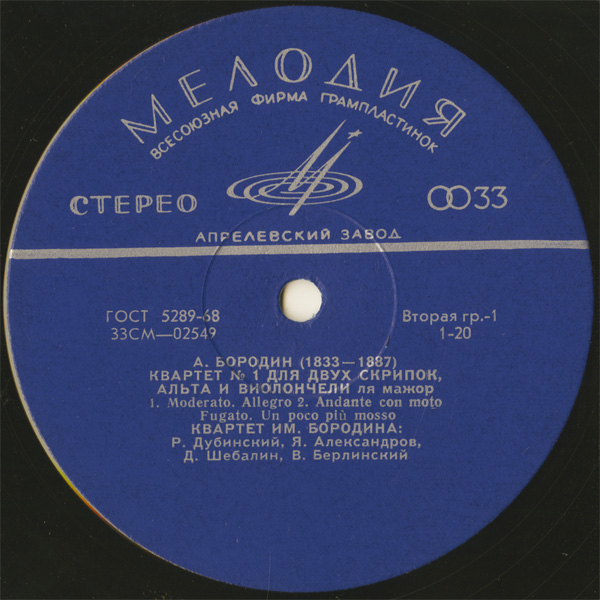 МЕЛОДИЯ
ВСЕСОЮЗНАЯ ФИРМА ГРАМПЛАСТИНОК
СТЕРЕО
33
АПРЕЛЕВСКИЙ ЗАВОД
ГОСТ 5289-68
Вторая гр.-1
33СМ—02549
1-20
А. БОРОДИН (1833—1887)
КВАРТЕТ № 1 ДЛЯ ДВУХ СКРИПОК,
АЛЬТА И ВИОЛОНЧЕЛИ ля мажор
1. Moderato. Allegro 2. Andante con moto
Fugato. Un poco più mosso
КВАРТЕТ ИМ. БОРОДИНА:
Р. Дубинский, Я. Александров,
Д. Шебалин, В. Берлинский